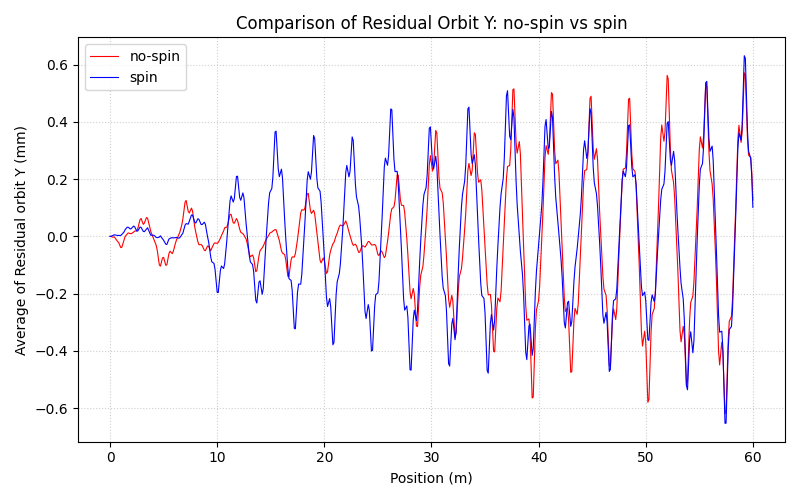 Comparison of Residual Orbit Y: no-spin vs spin
no-spin
spin
Average of Residual orbit Y (mm)
0.6
0.4
0.2
0.0
−0.2
−0.4
−0.6
0
10
20
30
40
50
60
Position (m)